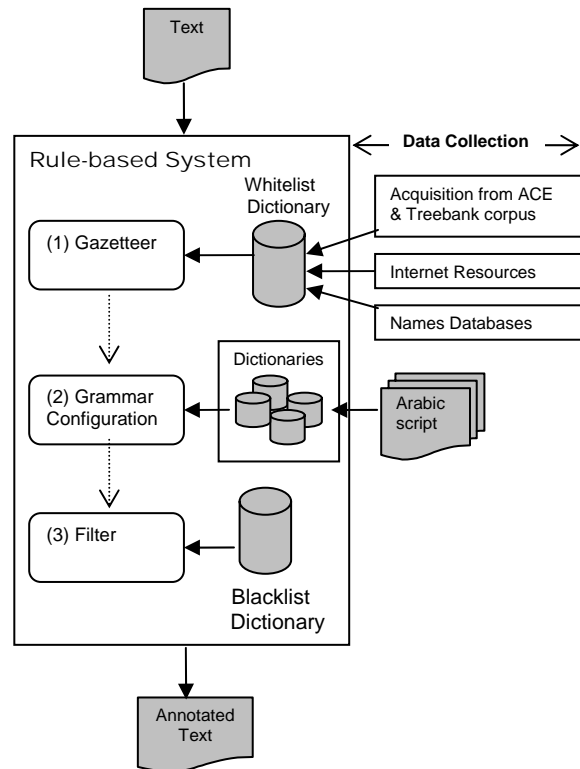 Text
Data Collection
Rule-based System
Whitelist
Dictionary
Acquisition from ACE
& Treebank corpus
(1) Gazetteer
Internet Resources
Names Databases
Dictionaries
(2) Grammar
Configuration
Arabic
script
(3) Filter
Blacklist
Dictionary
Annotated
Text